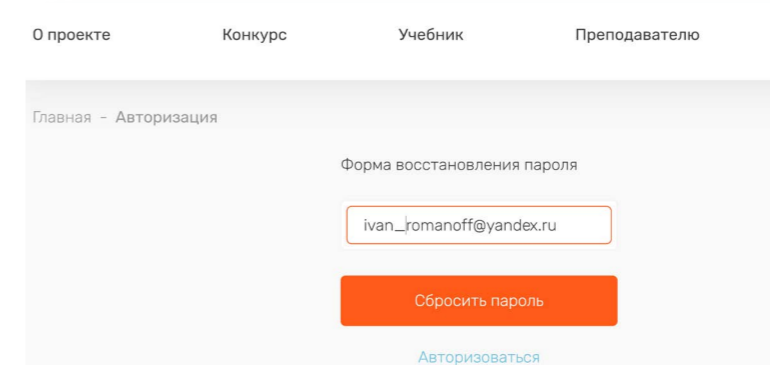 О проекте Конкурс Учебник Преподавателю
Главная - Авторизация
Форма восстановления пароля
ivan_romanoff@yandex.ru
Сбросить пароль
Авторизоваться